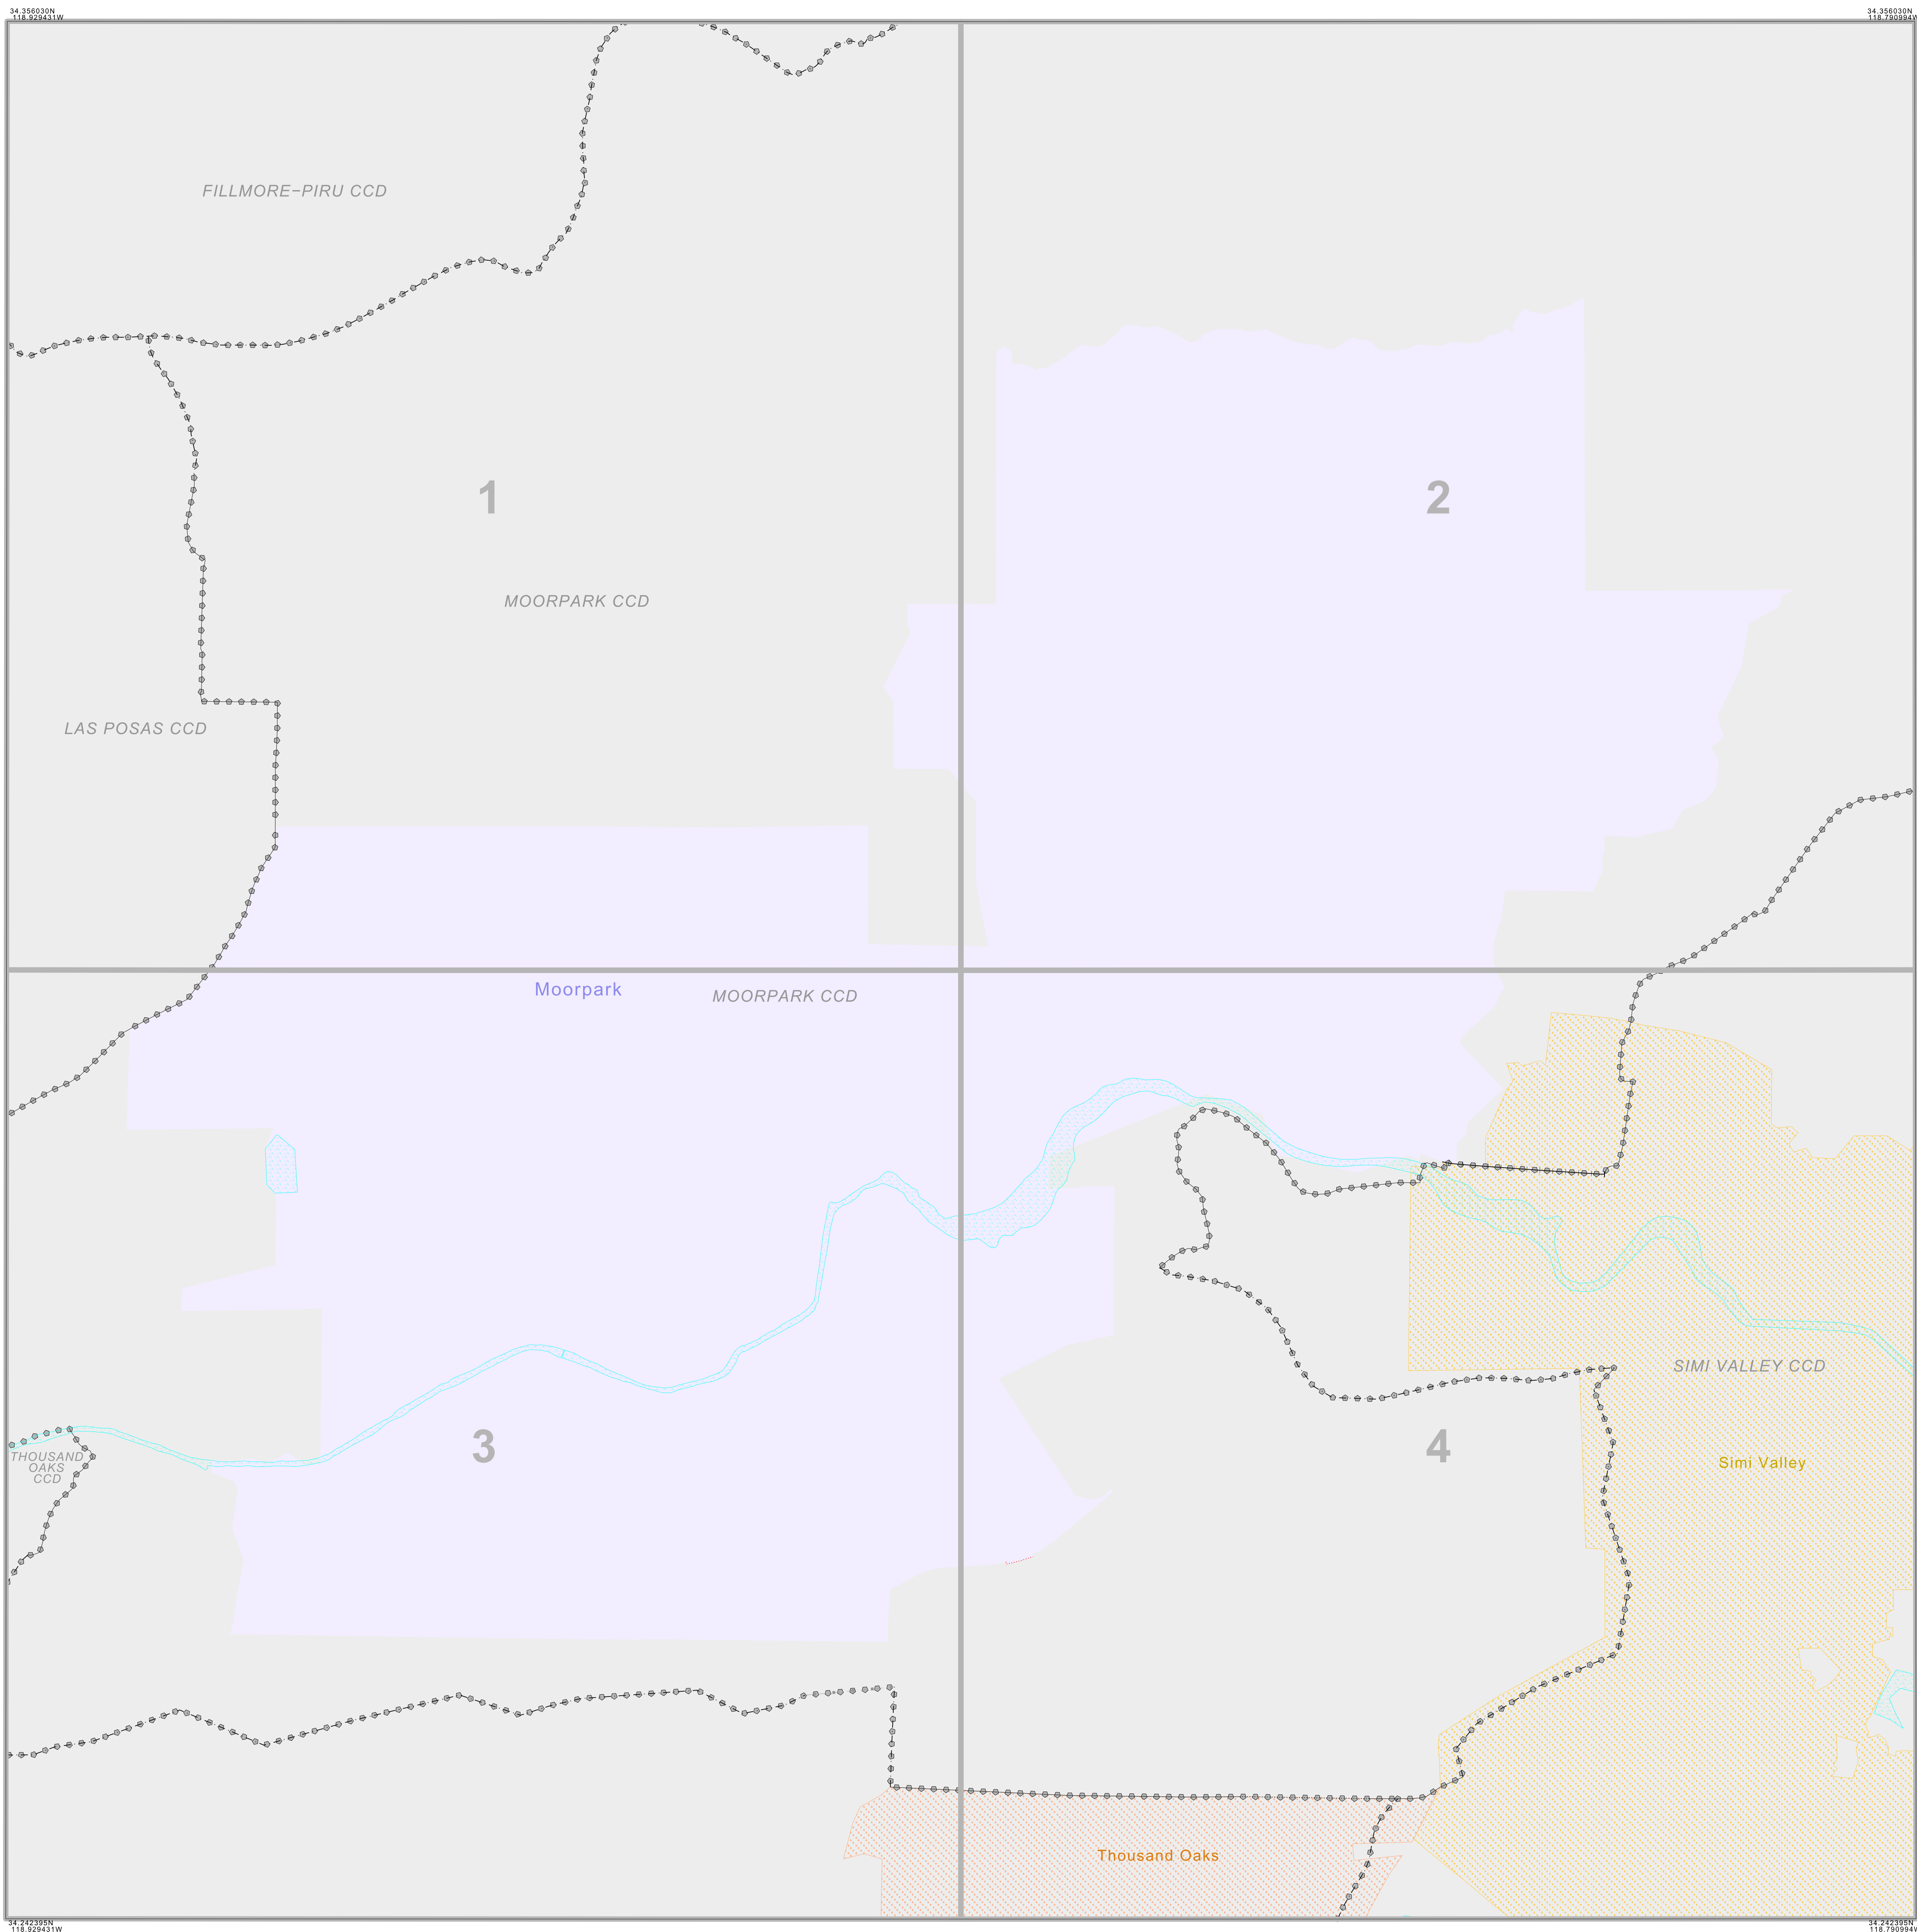 34.356030N
118.929431W
34.356030N
118.790994W
FILLMORE-PIRU CCD
1
2
MOORPARK CCD
LAS POSAS CCD
Moorpark
MOORPARK CCD
SIMI VALLEY CCD
3
4
THOUSAND
OAKS
CCD
Simi Valley
Thousand Oaks
34.242395N
118.929431W
34.242395N
118.790994W